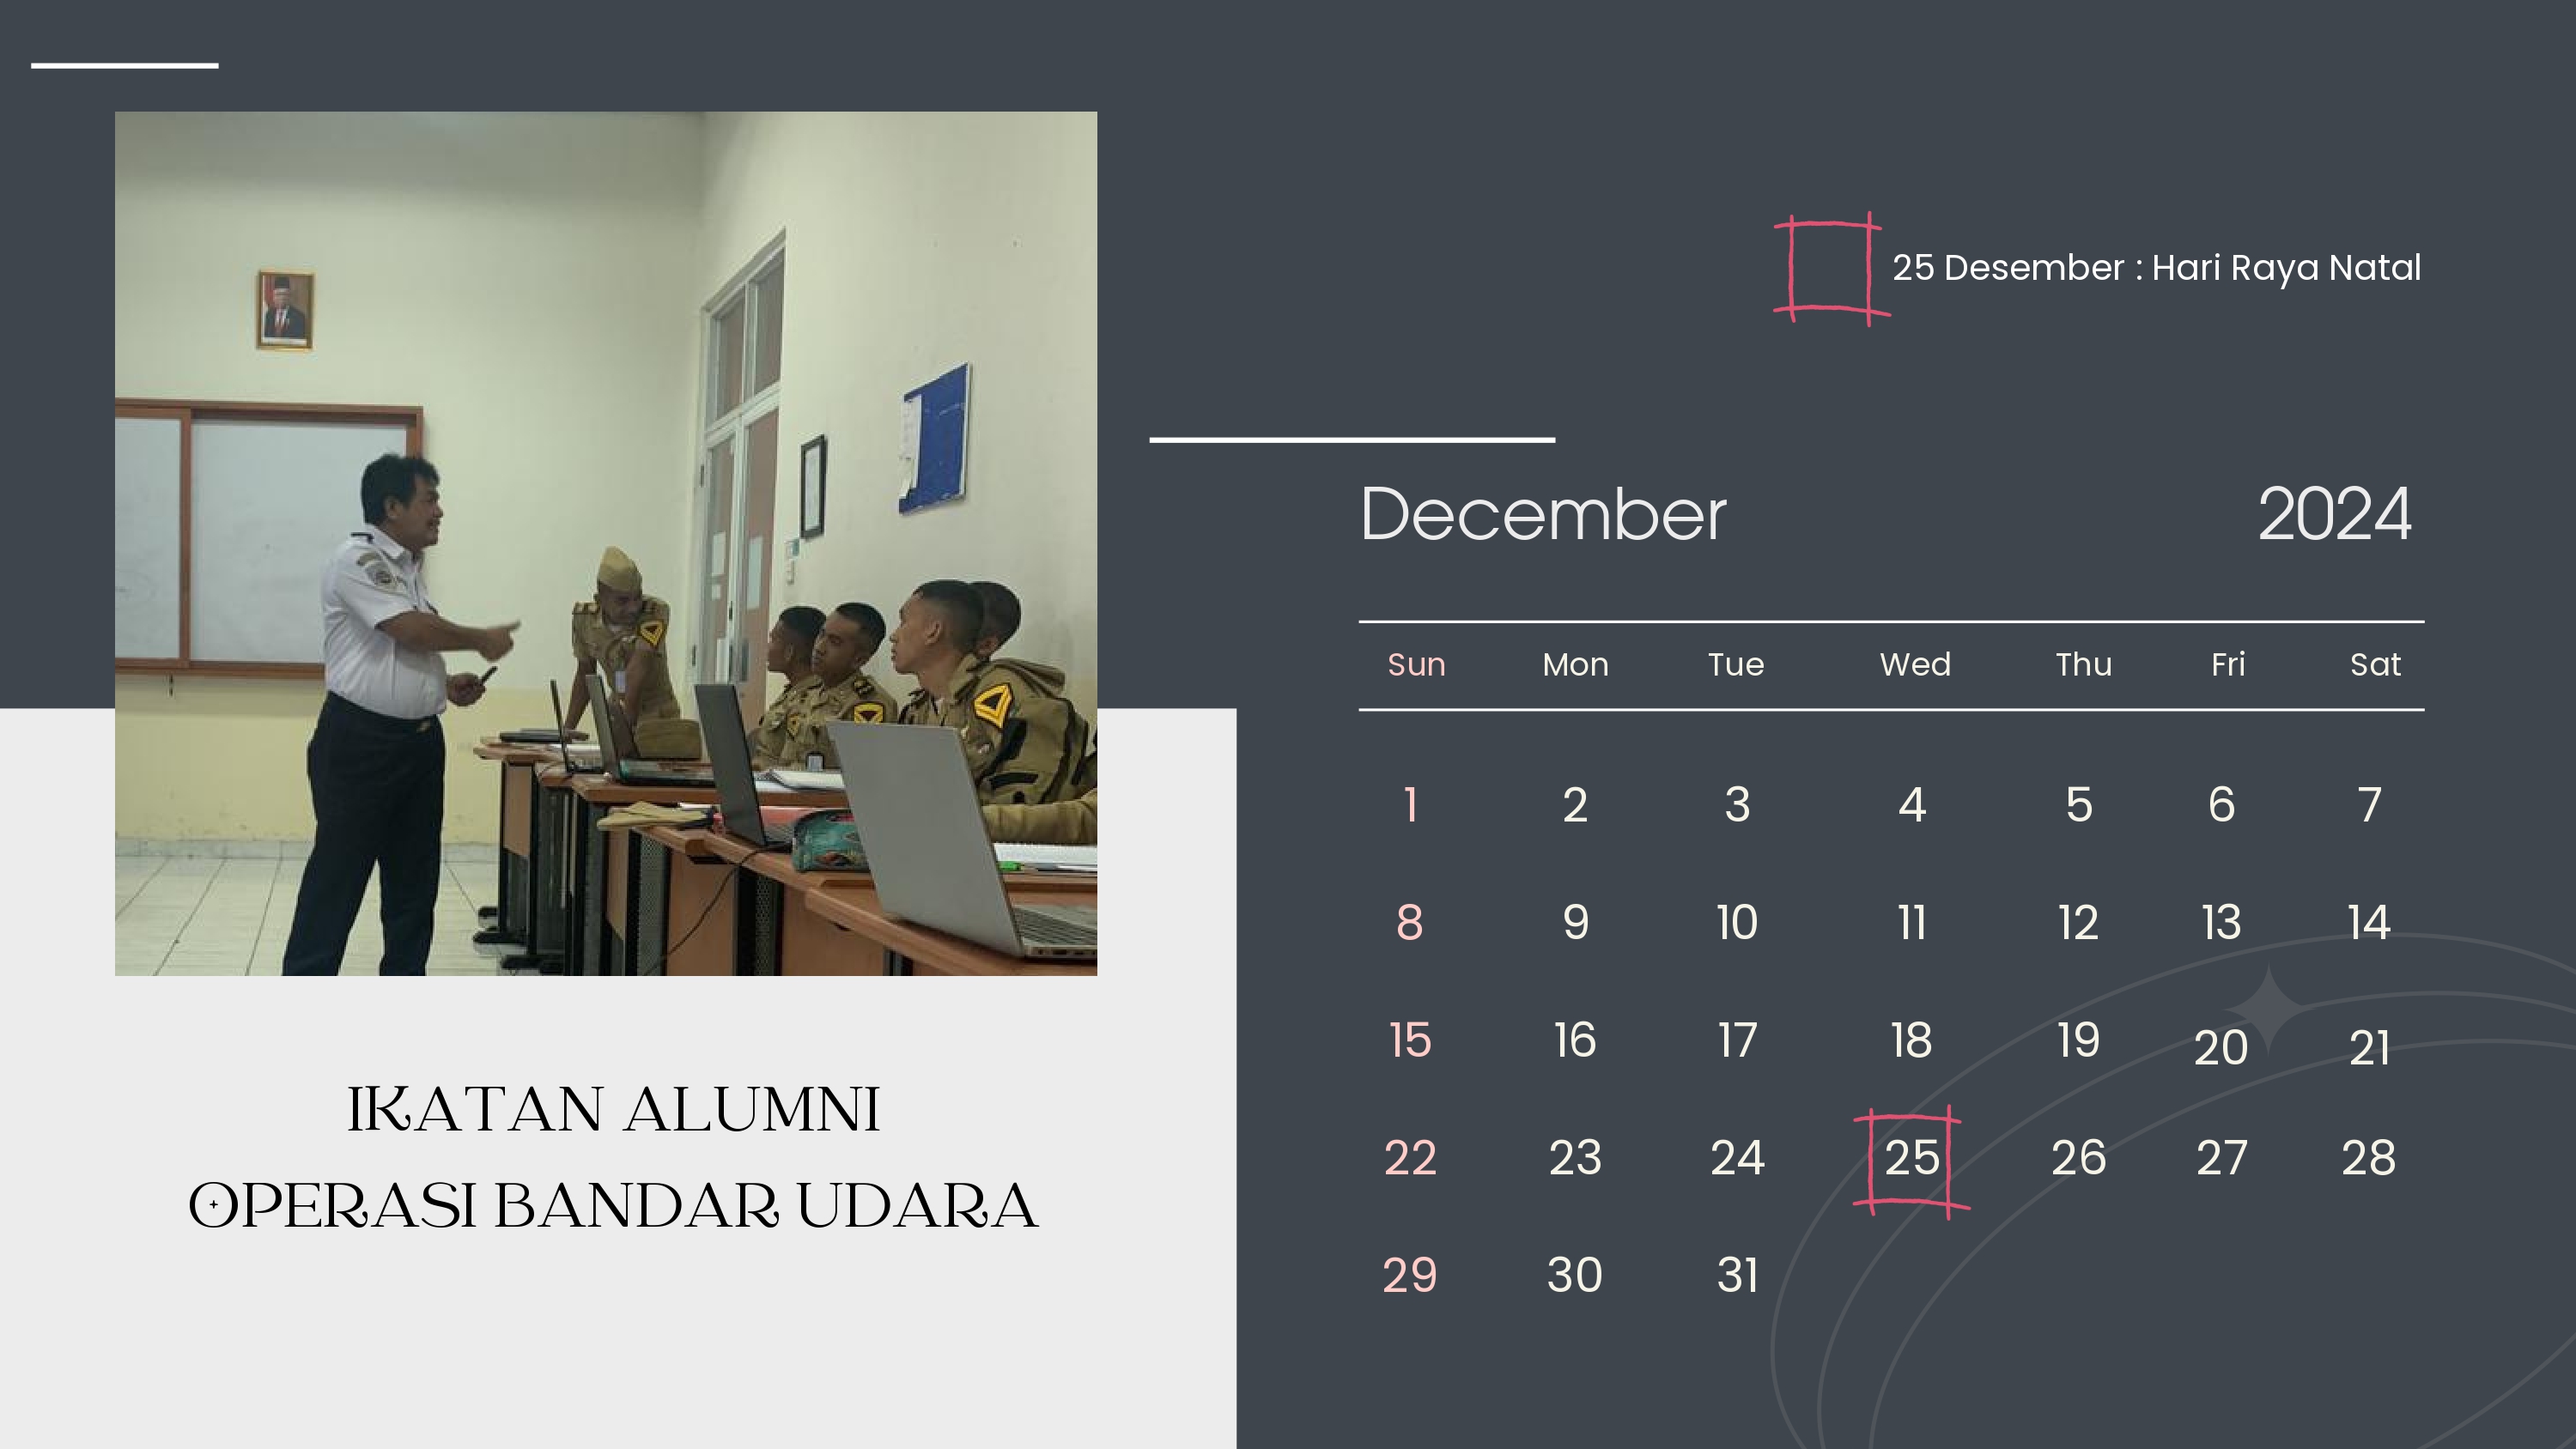 25 Desember : Hari Raya Natal
December 2024
Sun Mon Tue Wed Thu Fri Sat
1 2 3 4 5 6 7
8 9 10 11 12 13 14
15 16 17 18 19 20 21
22 23 24 25 26 27 28
29 30 31
IKATAN ALUMNI
OPERASI BANDAR UDARA